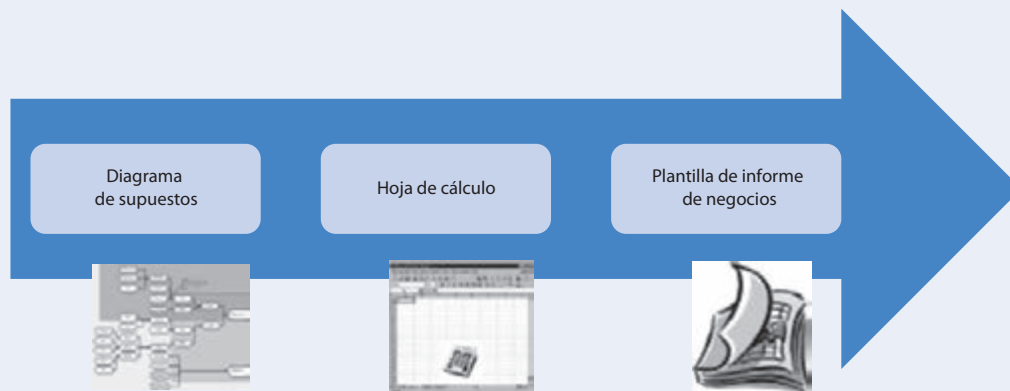 Diagrama
de supuestos
Hoja de cálculo
Plantilla de informe
de negocios